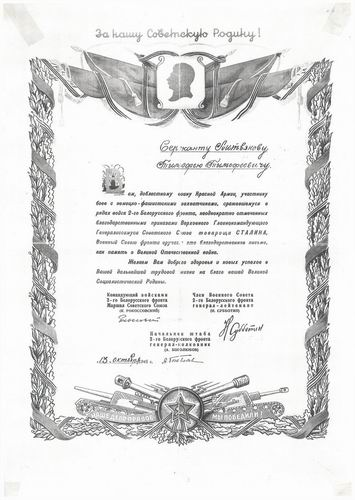 За нашу Советскую Родину!
Сержанту
Тимофею Тимофеевичу.
Вам, доблестному воину Красной Армии, участнику
боев с немецко-фашистскими захватчиками, сражавшемуся в
рядах войск 2-го Белорусского фронта, неоднократно отмеченных
благодарственными приказами Верховного Главнокомандующего
Генералиссимуса Советского Союза товарища СТАЛИНА,
Военный Совет фронта вручает это благодарственное письмо,
как память о Великой Отечественной войне.
Желаем Вам доброго здоровья и новых успехов в
Вашей дальнейшей трудовой жизни на благо нашей Великой
Социалистической Родины.
Командующий войсками
2-го Белорусского фронта
Маршал Советского Союза
(К. РОКОССОВСКИЙ)
Член Военного Совета
2-го Белорусского фронта
генерал-лейтенант
(Н. СУББОТИН)
Начальник штаба
2-го Белорусского фронта
генерал-полковник
(А. БОГОЛЮБОВ)
октября
НАШЕ ДЕЛО ПРАВОЕ
МЫ ПОБЕДИЛИ!